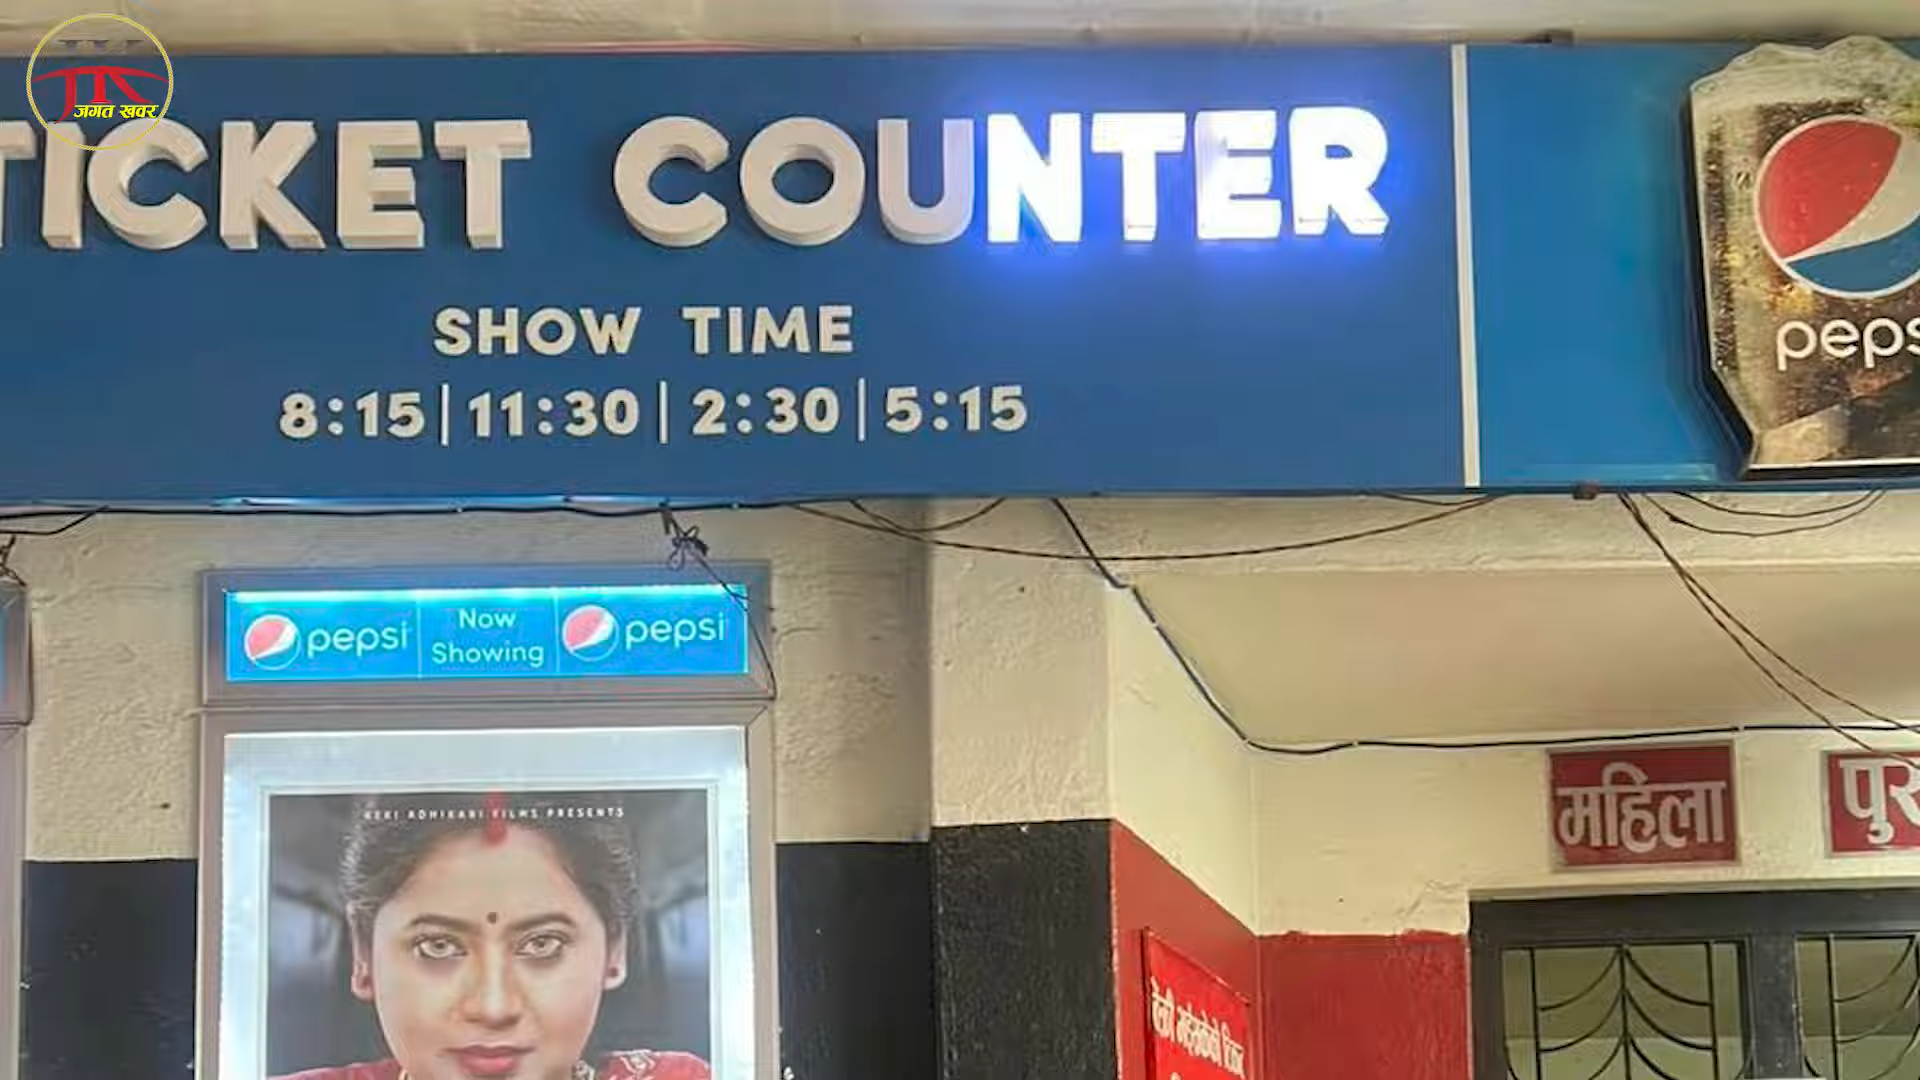 जगत खबर
TICKET COUNTER
SHOW TIME
8:15|11:30|2:30|5:15
pepsi
Now
Showing
pepsi
KEKI ADHIKARI FILMS PRESENTS
महिला